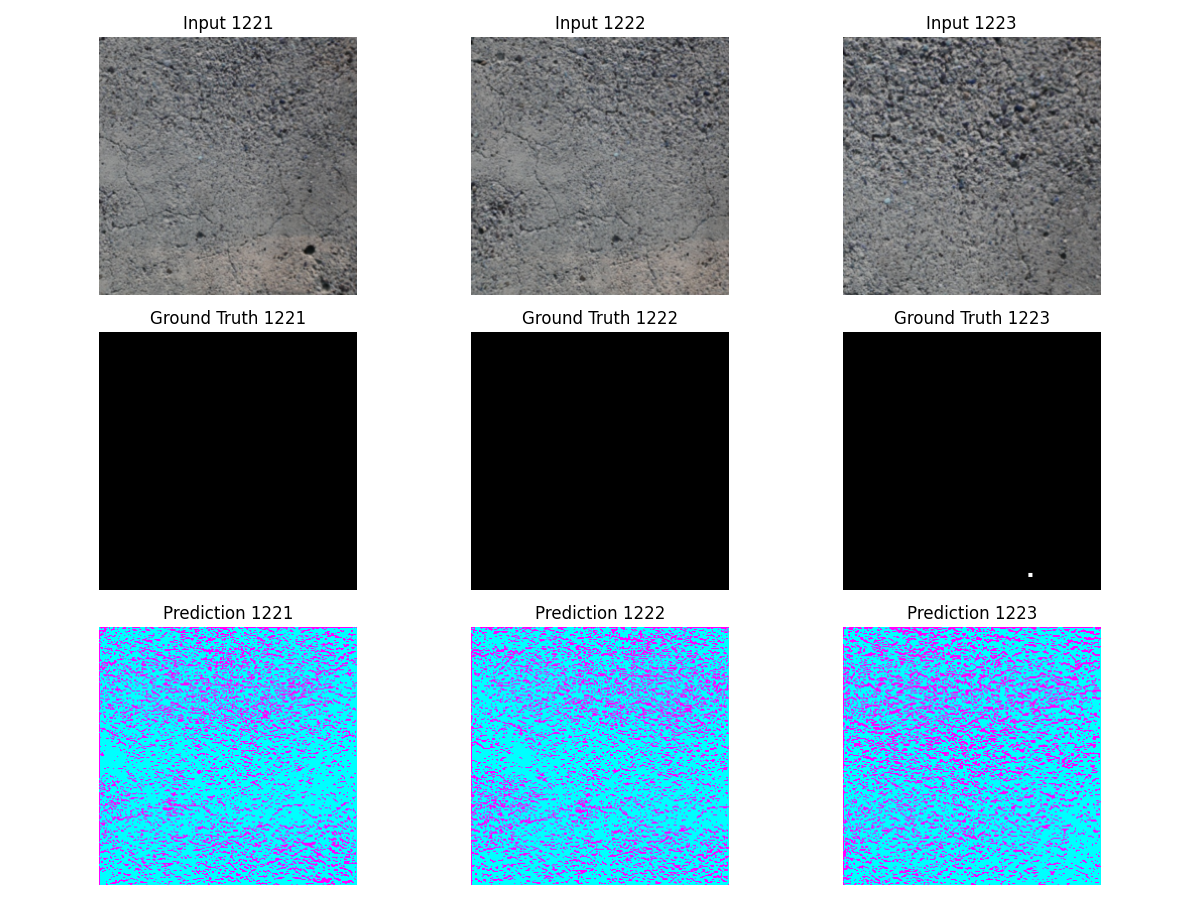 Input 1221
Input 1222
Input 1223
Ground Truth 1221
Ground Truth 1222
Ground Truth 1223
Prediction 1221
Prediction 1222
Prediction 1223